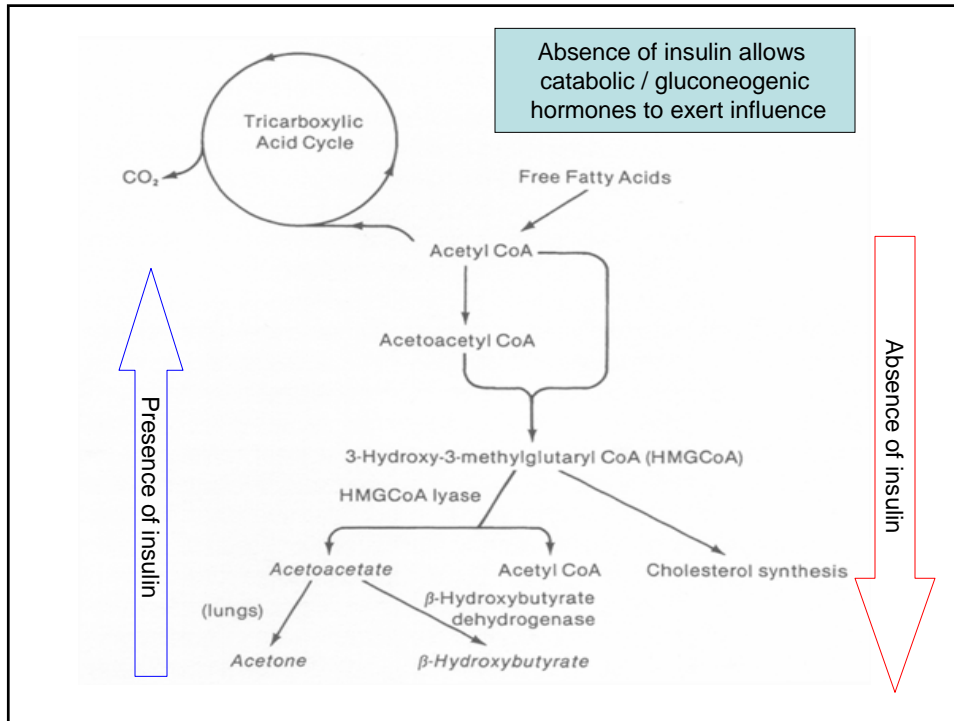 Absence of insulin allows
catabolic / gluconeogenic
hormones to exert influence
Tricarboxylic
Acid Cycle
CO₂
Free Fatty Acids
Acetyl CoA
Acetoacetyl CoA
Presence of insulin
Absence of insulin
3-Hydroxy-3-methylglutaryl CoA (HMGCoA)
HMGCoA lyase
Acetoacetate
Acetyl CoA
Cholesterol synthesis
β-Hydroxybutyrate
dehydrogenase
(lungs)
Acetone
β-Hydroxybutyrate